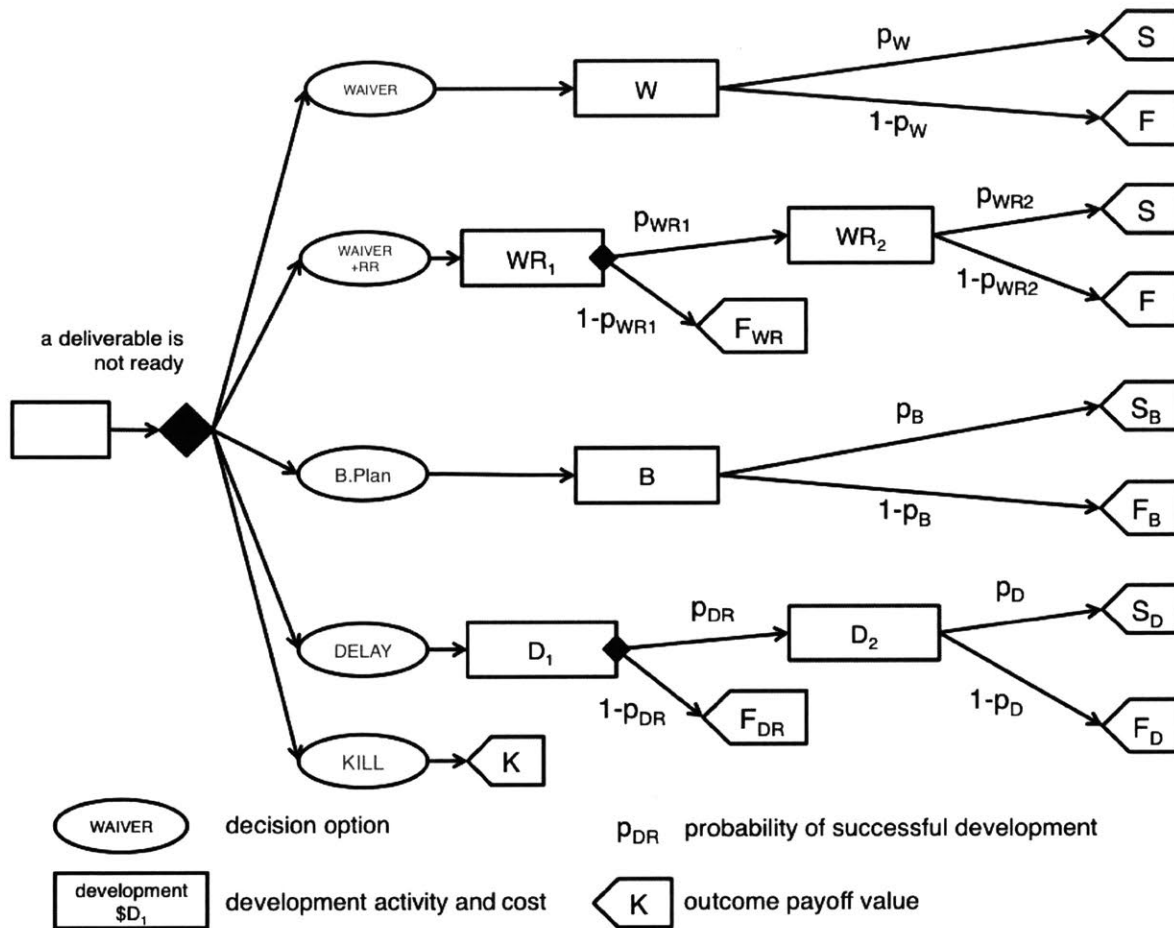 p_W
S
WAIVER
W
1-p_W
F
p_WR2
S
p_WR1
WAIVER
+RR
WR_1
WR_2
1-p_WR2
F
1-p_WR1
F_WR
a deliverable is
not ready
p_B
S_B
B.Plan
B
1-p_B
F_B
p_D
S_D
p_DR
DELAY
D_1
D_2
1-p_DR
F_DR
1-p_D
F_D
KILL
K
WAIVER
decision option
p_DR probability of successful development
development
$D_1
development activity and cost
K
outcome payoff value